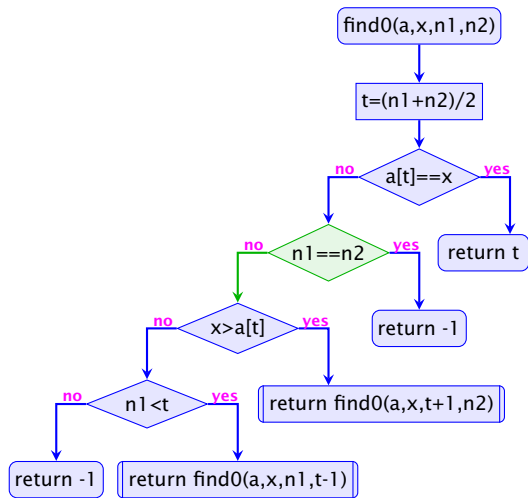 find0(a,x,n1,n2)
t=(n1+n2)/2
a[t]==x
no
yes
return t
n1==n2
no
yes
return -1
x>a[t]
no
yes
return find0(a,x,t+1,n2)
n1<t
no
yes
return -1
return find0(a,x,n1,t-1)